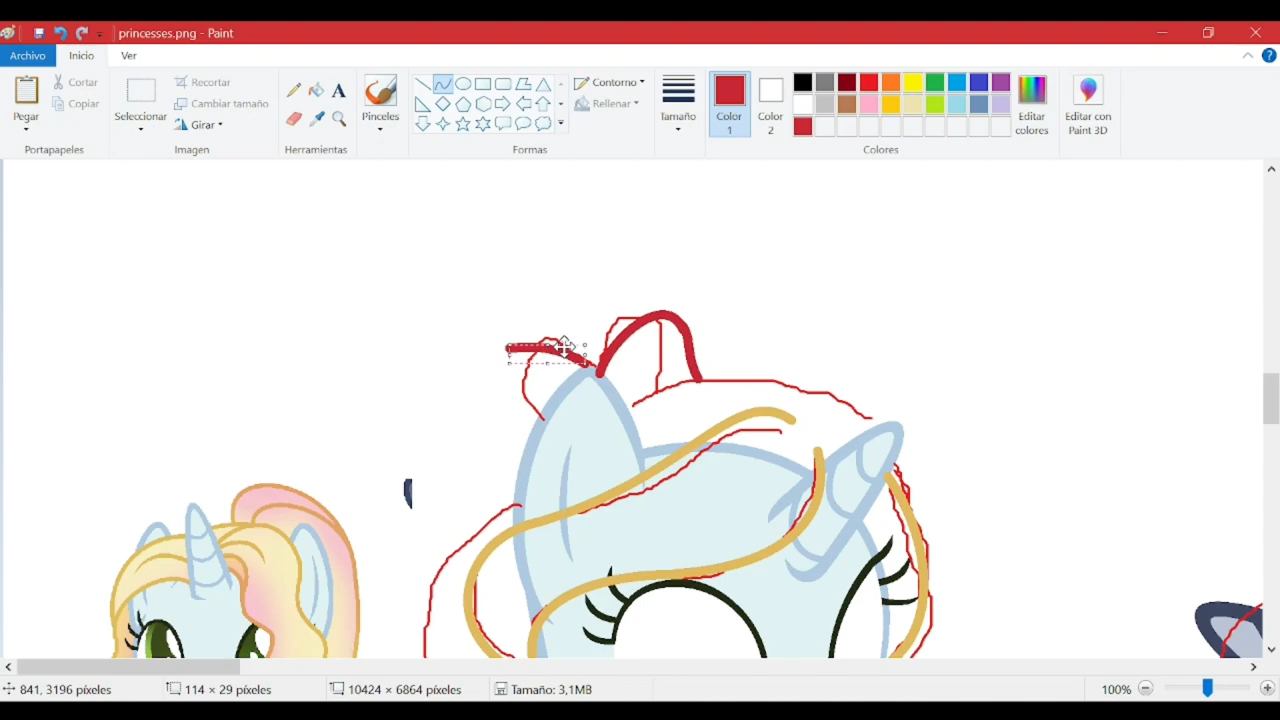 princesses.png - Paint
Archivo Inicio Ver
Pegar
Cortar
Copiar
Portapapeles
Seleccionar
Recortar
Cambiar tamaño
Girar
Imagen
A
Herramientas
Pinceles
Contorno
Rellenar
Formas
Tamaño
Color 1
Color 2
Editar colores
Colores
Editar con Paint 3D
841, 3196 píxeles 114 × 29 píxeles 10424 × 6864 píxeles Tamaño: 3,1MB 100%